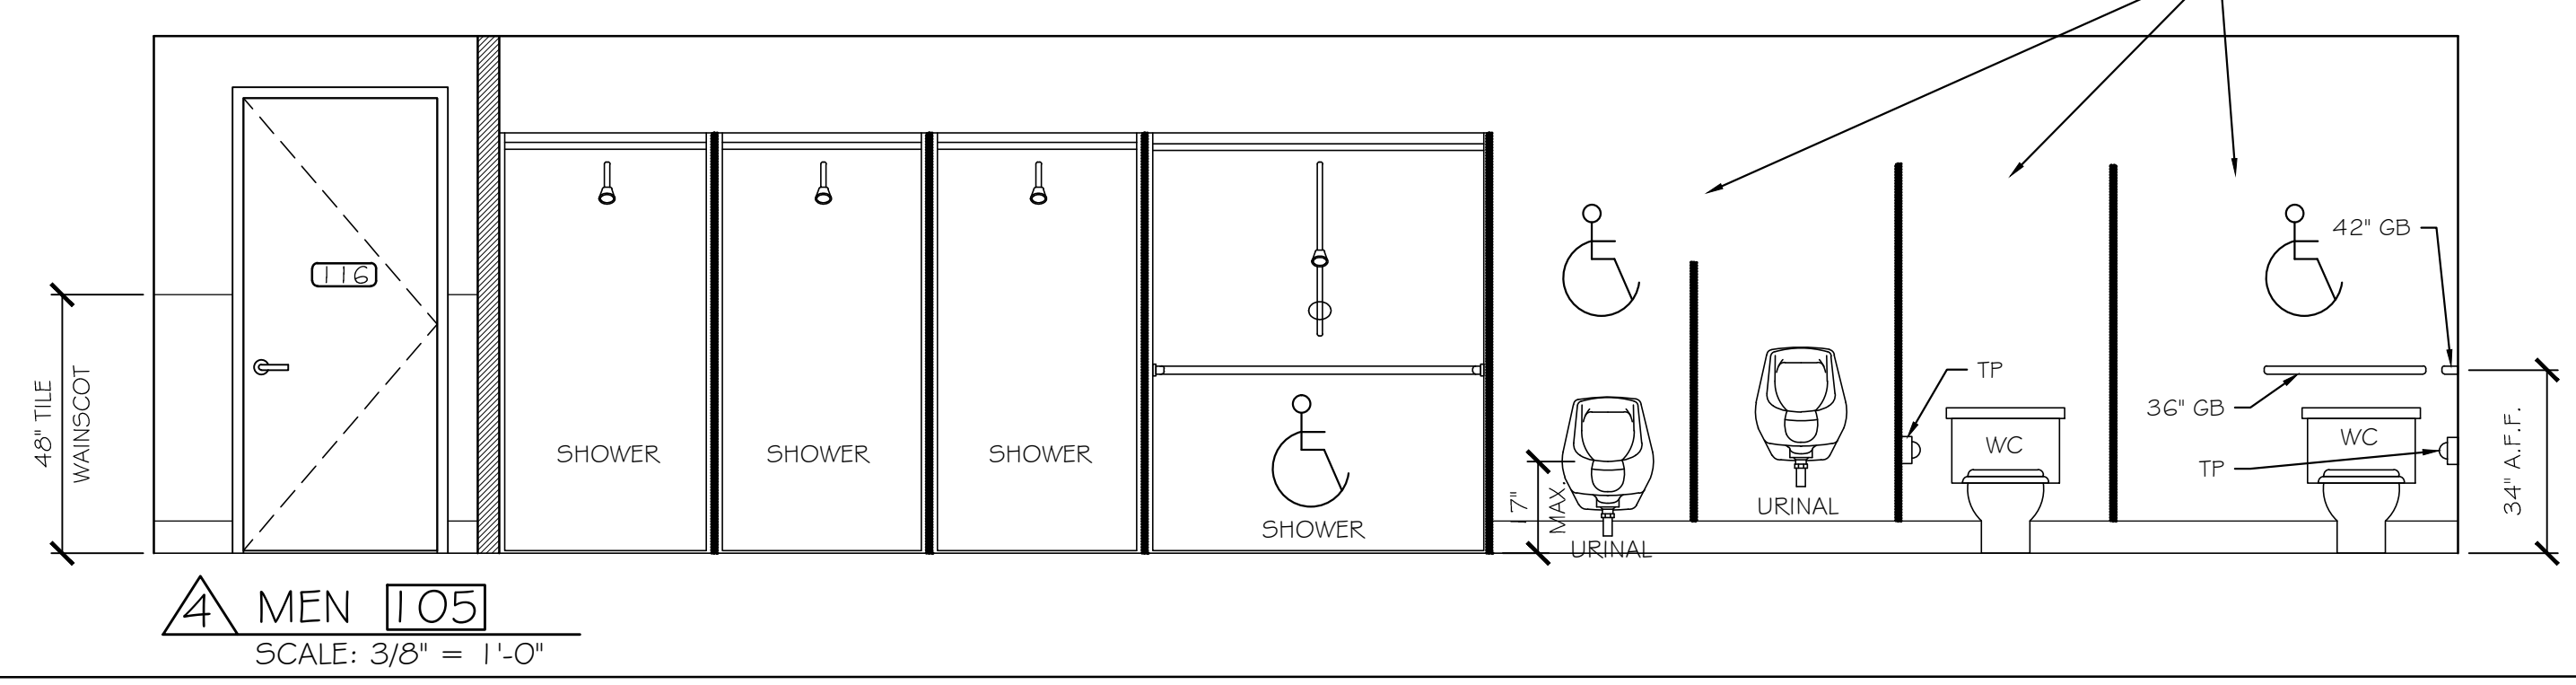 116
48" TILE
WAINSCOT
SHOWER
SHOWER
SHOWER
SHOWER
17"
MAX.
URINAL
URINAL
TP
WC
42" GB
36" GB
WC
TP
34" A.F.F.
4 MEN 105
SCALE: 3/8" = 1'-0"